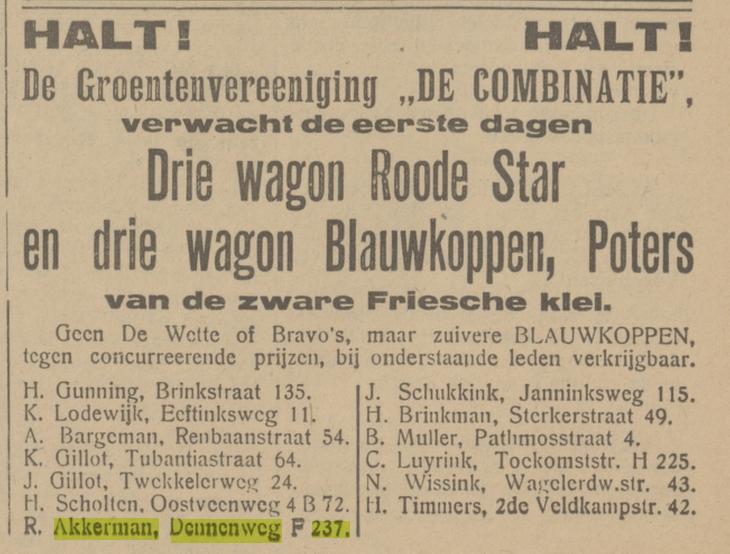 HALT! HALT!
De Groentenvereeniging „DE COMBINATIE”,
verwacht de eerste dagen
Drie wagon Roode Star
en drie wagon Blauwkoppen, Poters
van de zware Friesche klei.
Geen De Wette of Bravo's, maar zuivere BLAUWKOPPEN,
tegen concurreerende prijzen, bij onderstaande leden verkrijgbaar.
H. Gunning, Brinkstraat 135.
K. Lodewijk, Eeftinksweg 11.
A. Bargeman, Renbaanstraat 54.
K. Gillot, Tubantiastraat 64.
J. Gillot, Twekkelerweg 24.
H. Scholten, Oostveenweg 4 B 72.
R. Akkerman, Dennenweg F 237.
J. Schukkink, Janninksweg 115.
H. Brinkman, Sterkerstraat 49.
B. Muller, Pathmosstraat 4.
C. Luyrink, Toekomststr. H 225.
N. Wissink, Wagelerdw.str. 43.
H. Timmers, 2de Veldkampstr. 42.